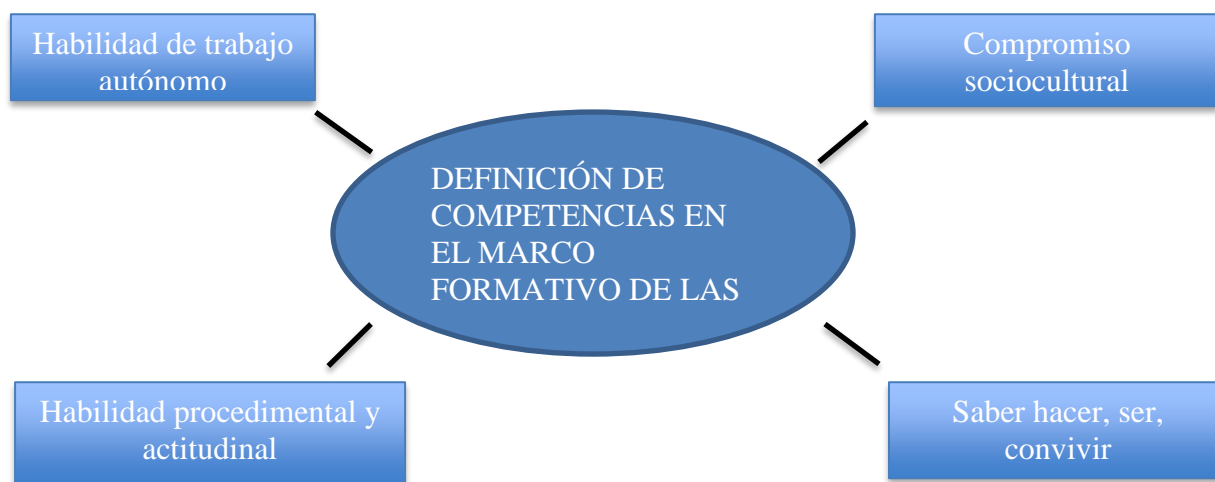 Habilidad de trabajo
autónomo
Compromiso
sociocultural
DEFINICIÓN DE
COMPETENCIAS EN
EL MARCO
FORMATIVO DE LAS
Habilidad procedimental y
actitudinal
Saber hacer, ser,
convivir